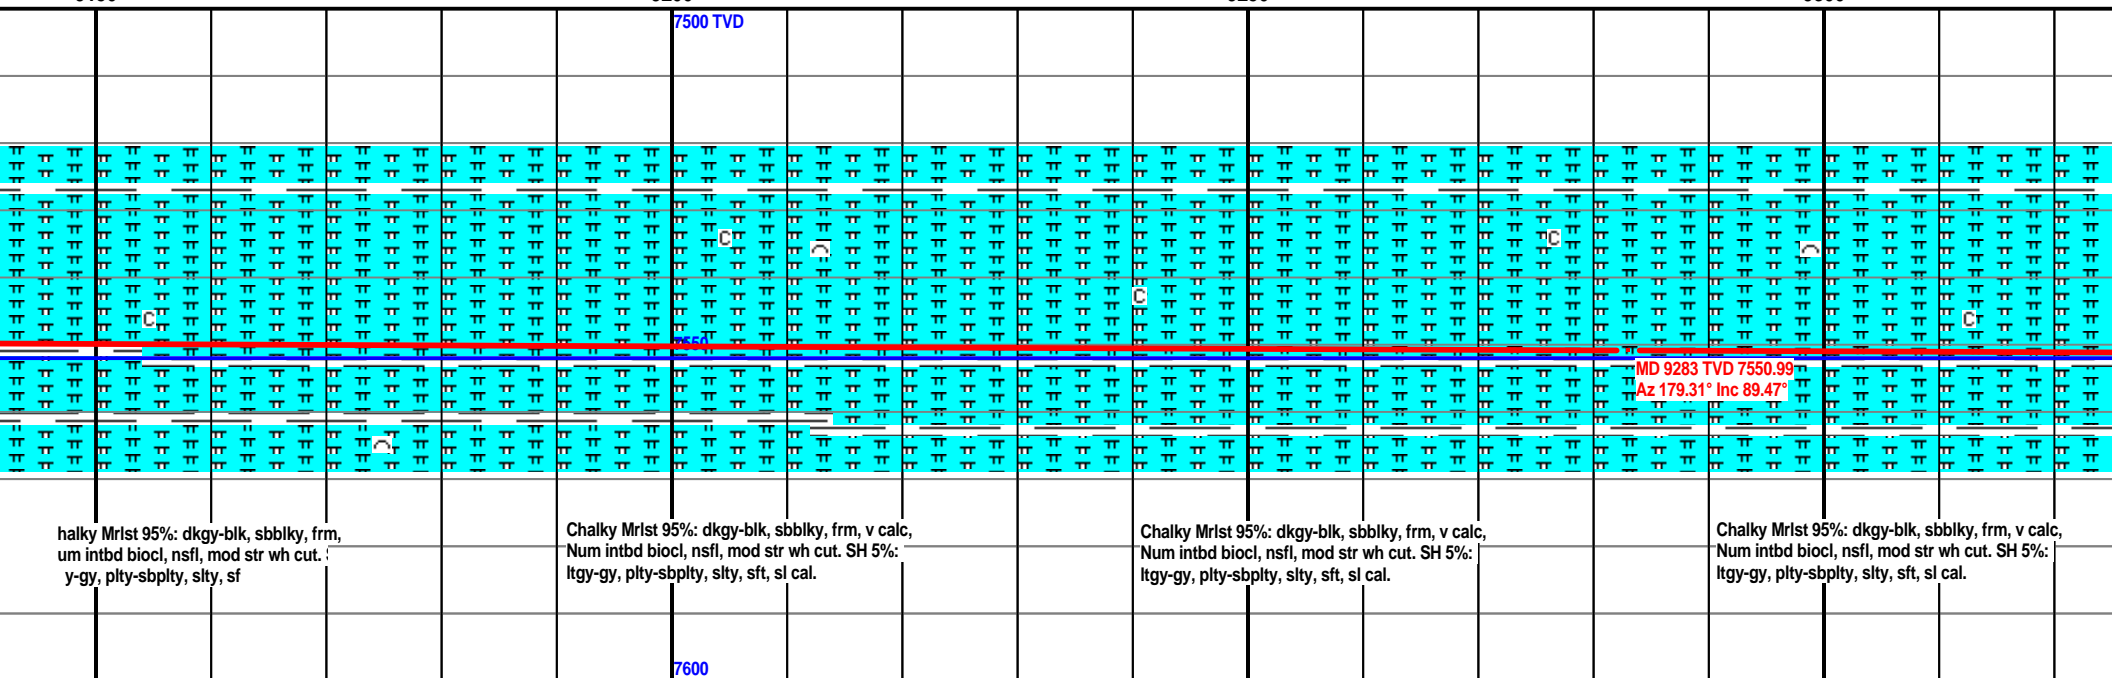 7500 TVD
C
C
C
C
C
7550
MD 9283 TVD 7550.99
Az 179.31° Inc 89.47°
halky Mrlst 95%: dkgy-blk, sbblky, frm,
um intbd biocl, nsfl, mod str wh cut.
y-gy, plty-sbplty, slty, sf
Chalky Mrlst 95%: dkgy-blk, sbblky, frm, v calc,
Num intbd biocl, nsfl, mod str wh cut. SH 5%:
ltgy-gy, plty-sbplty, slty, sft, sl cal.
Chalky Mrlst 95%: dkgy-blk, sbblky, frm, v calc,
Num intbd biocl, nsfl, mod str wh cut. SH 5%:
ltgy-gy, plty-sbplty, slty, sft, sl cal.
Chalky Mrlst 95%: dkgy-blk, sbblky, frm, v calc,
Num intbd biocl, nsfl, mod str wh cut. SH 5%:
ltgy-gy, plty-sbplty, slty, sft, sl cal.
7600